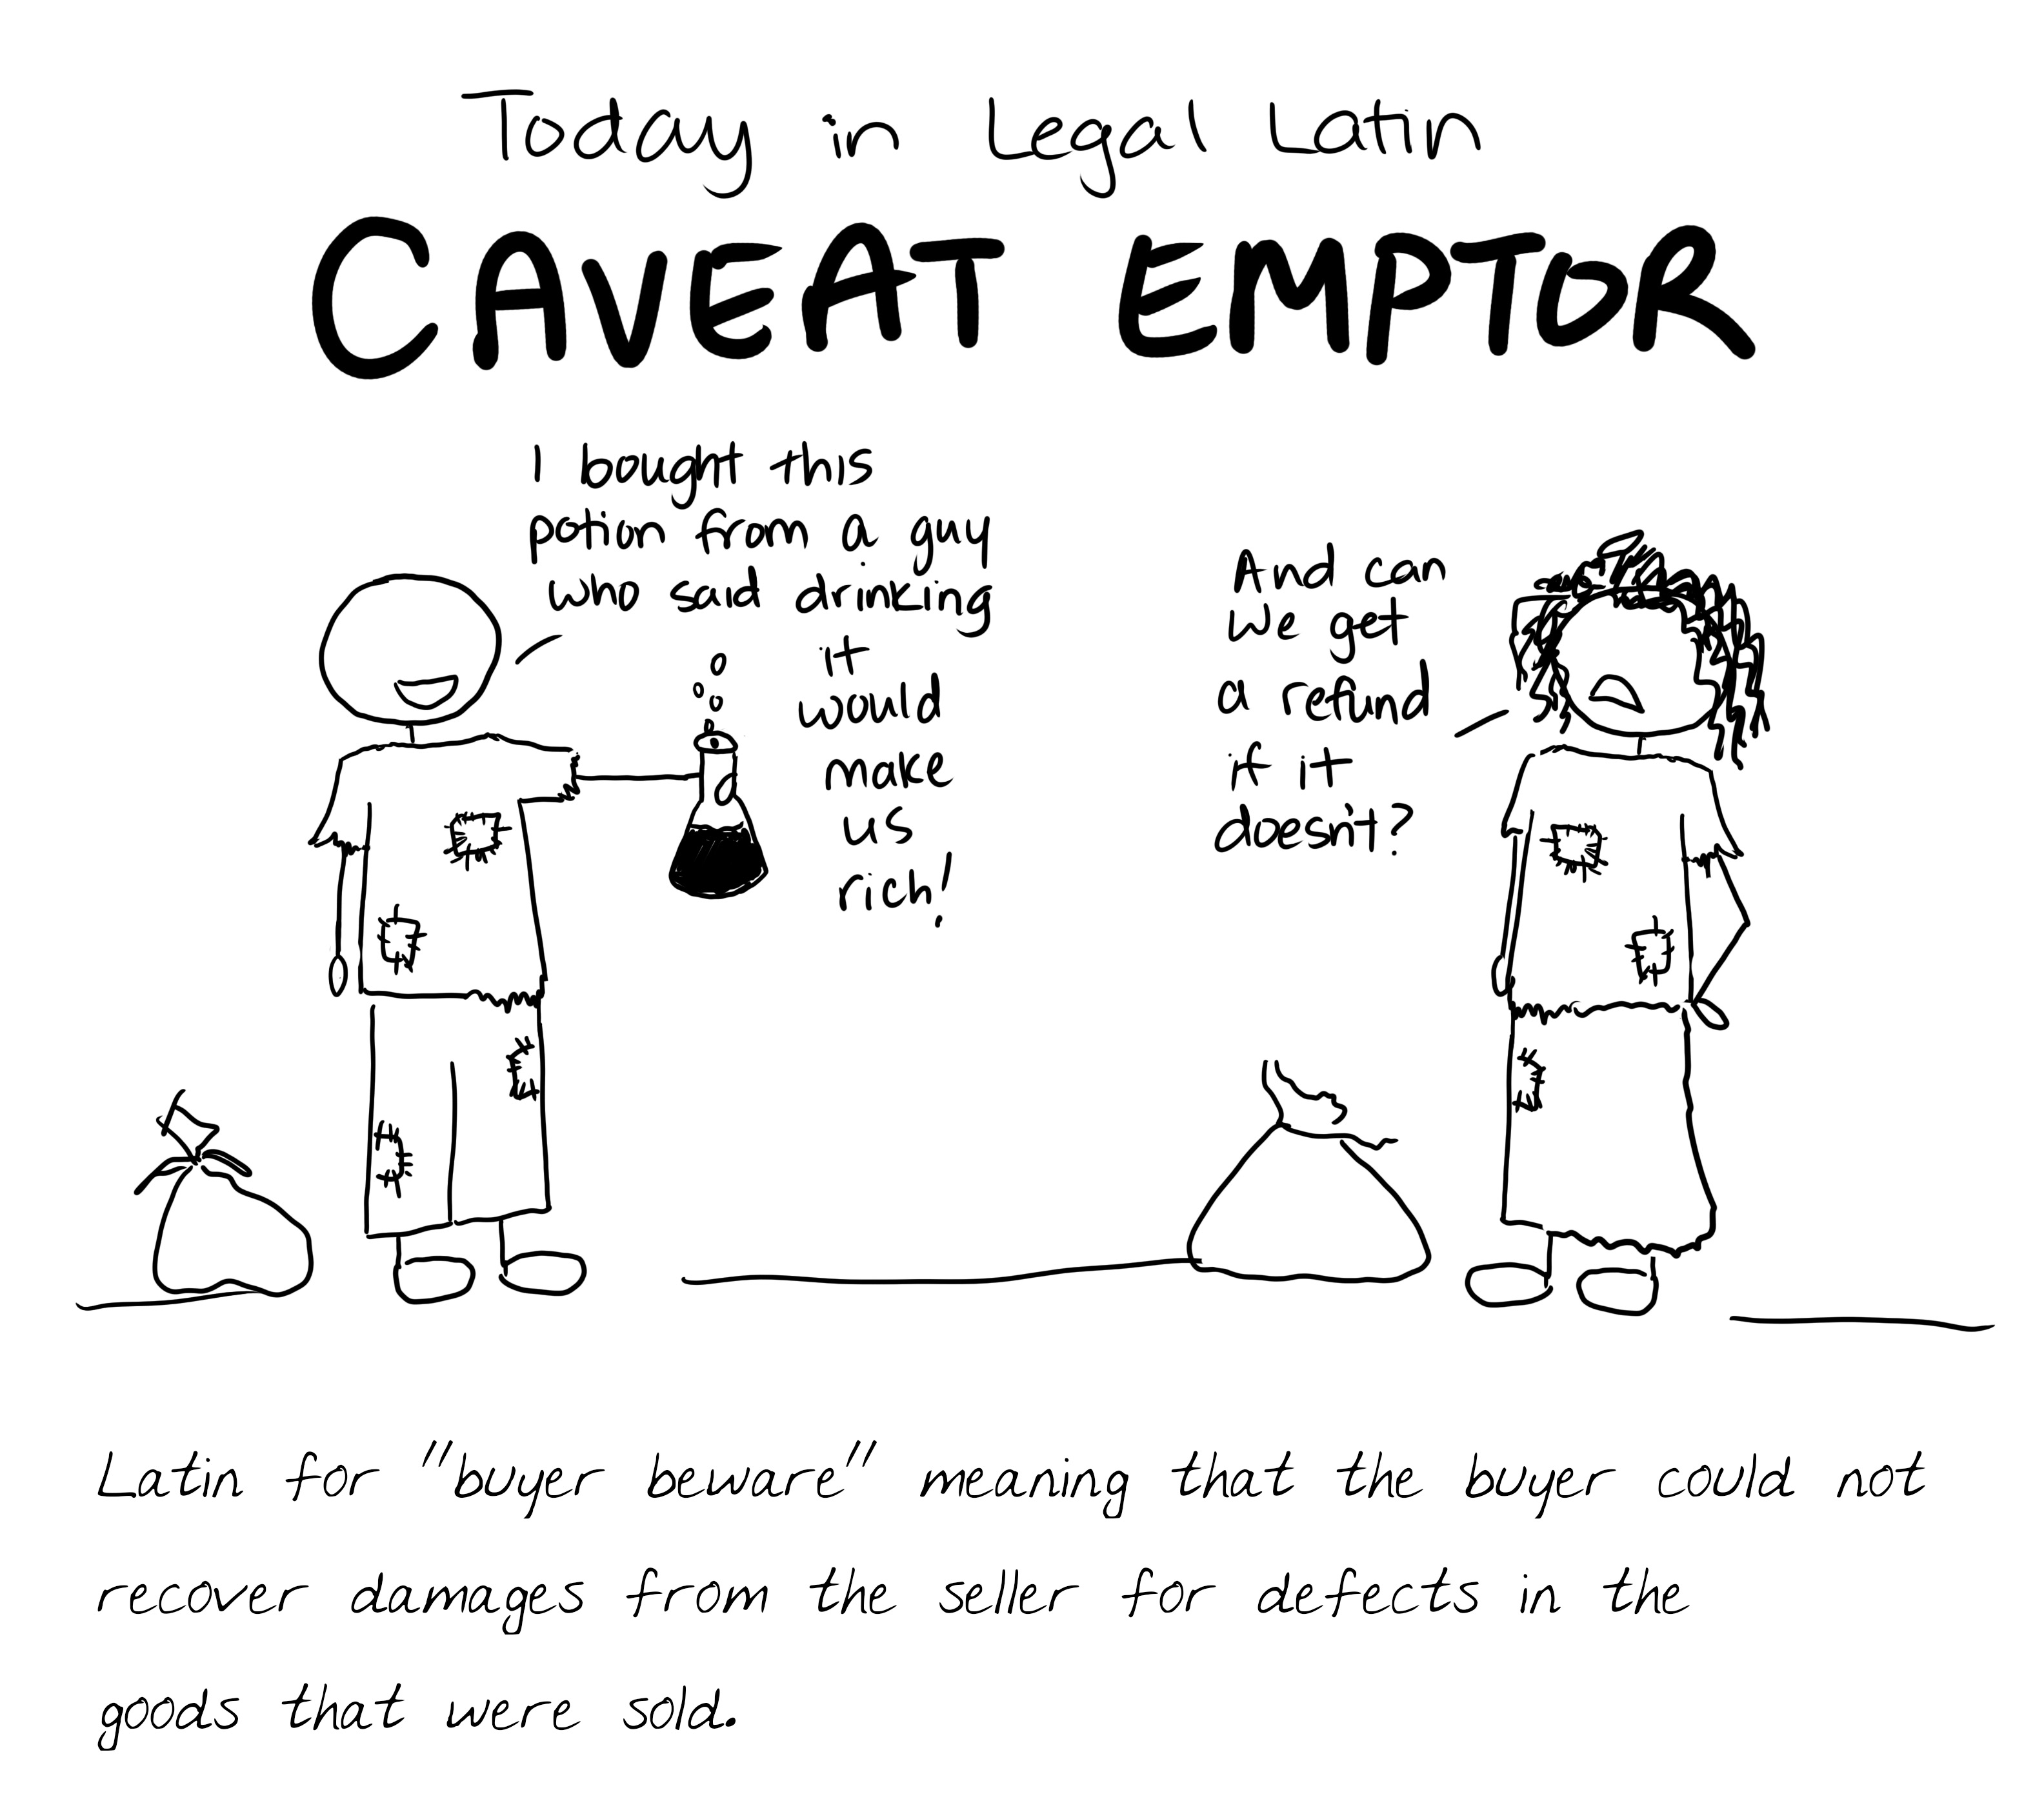 Today in Legal Latin
CAVEAT EMPTOR
I bought this
potion from a guy
who said drinking
it
would
make
us
rich!
And can
we get
a refund
if it
doesn't?
Latin for "buyer beware" meaning that the buyer could not
recover damages from the seller for defects in the
goods that were sold.